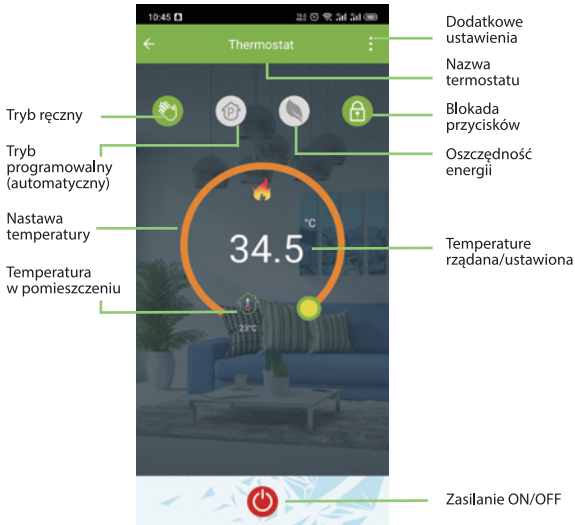 10:45
Thermostat
P
°C
34.5
23°C
Tryb ręczny
Tryb
programowalny
(automatyczny)
Nastawa
temperatury
Temperatura
w pomieszczeniu
Dodatkowe
ustawienia
Nazwa
termostatu
Blokada
przycisków
Oszczędność
energii
Temperature
rządana/ustawiona
Zasilanie ON/OFF